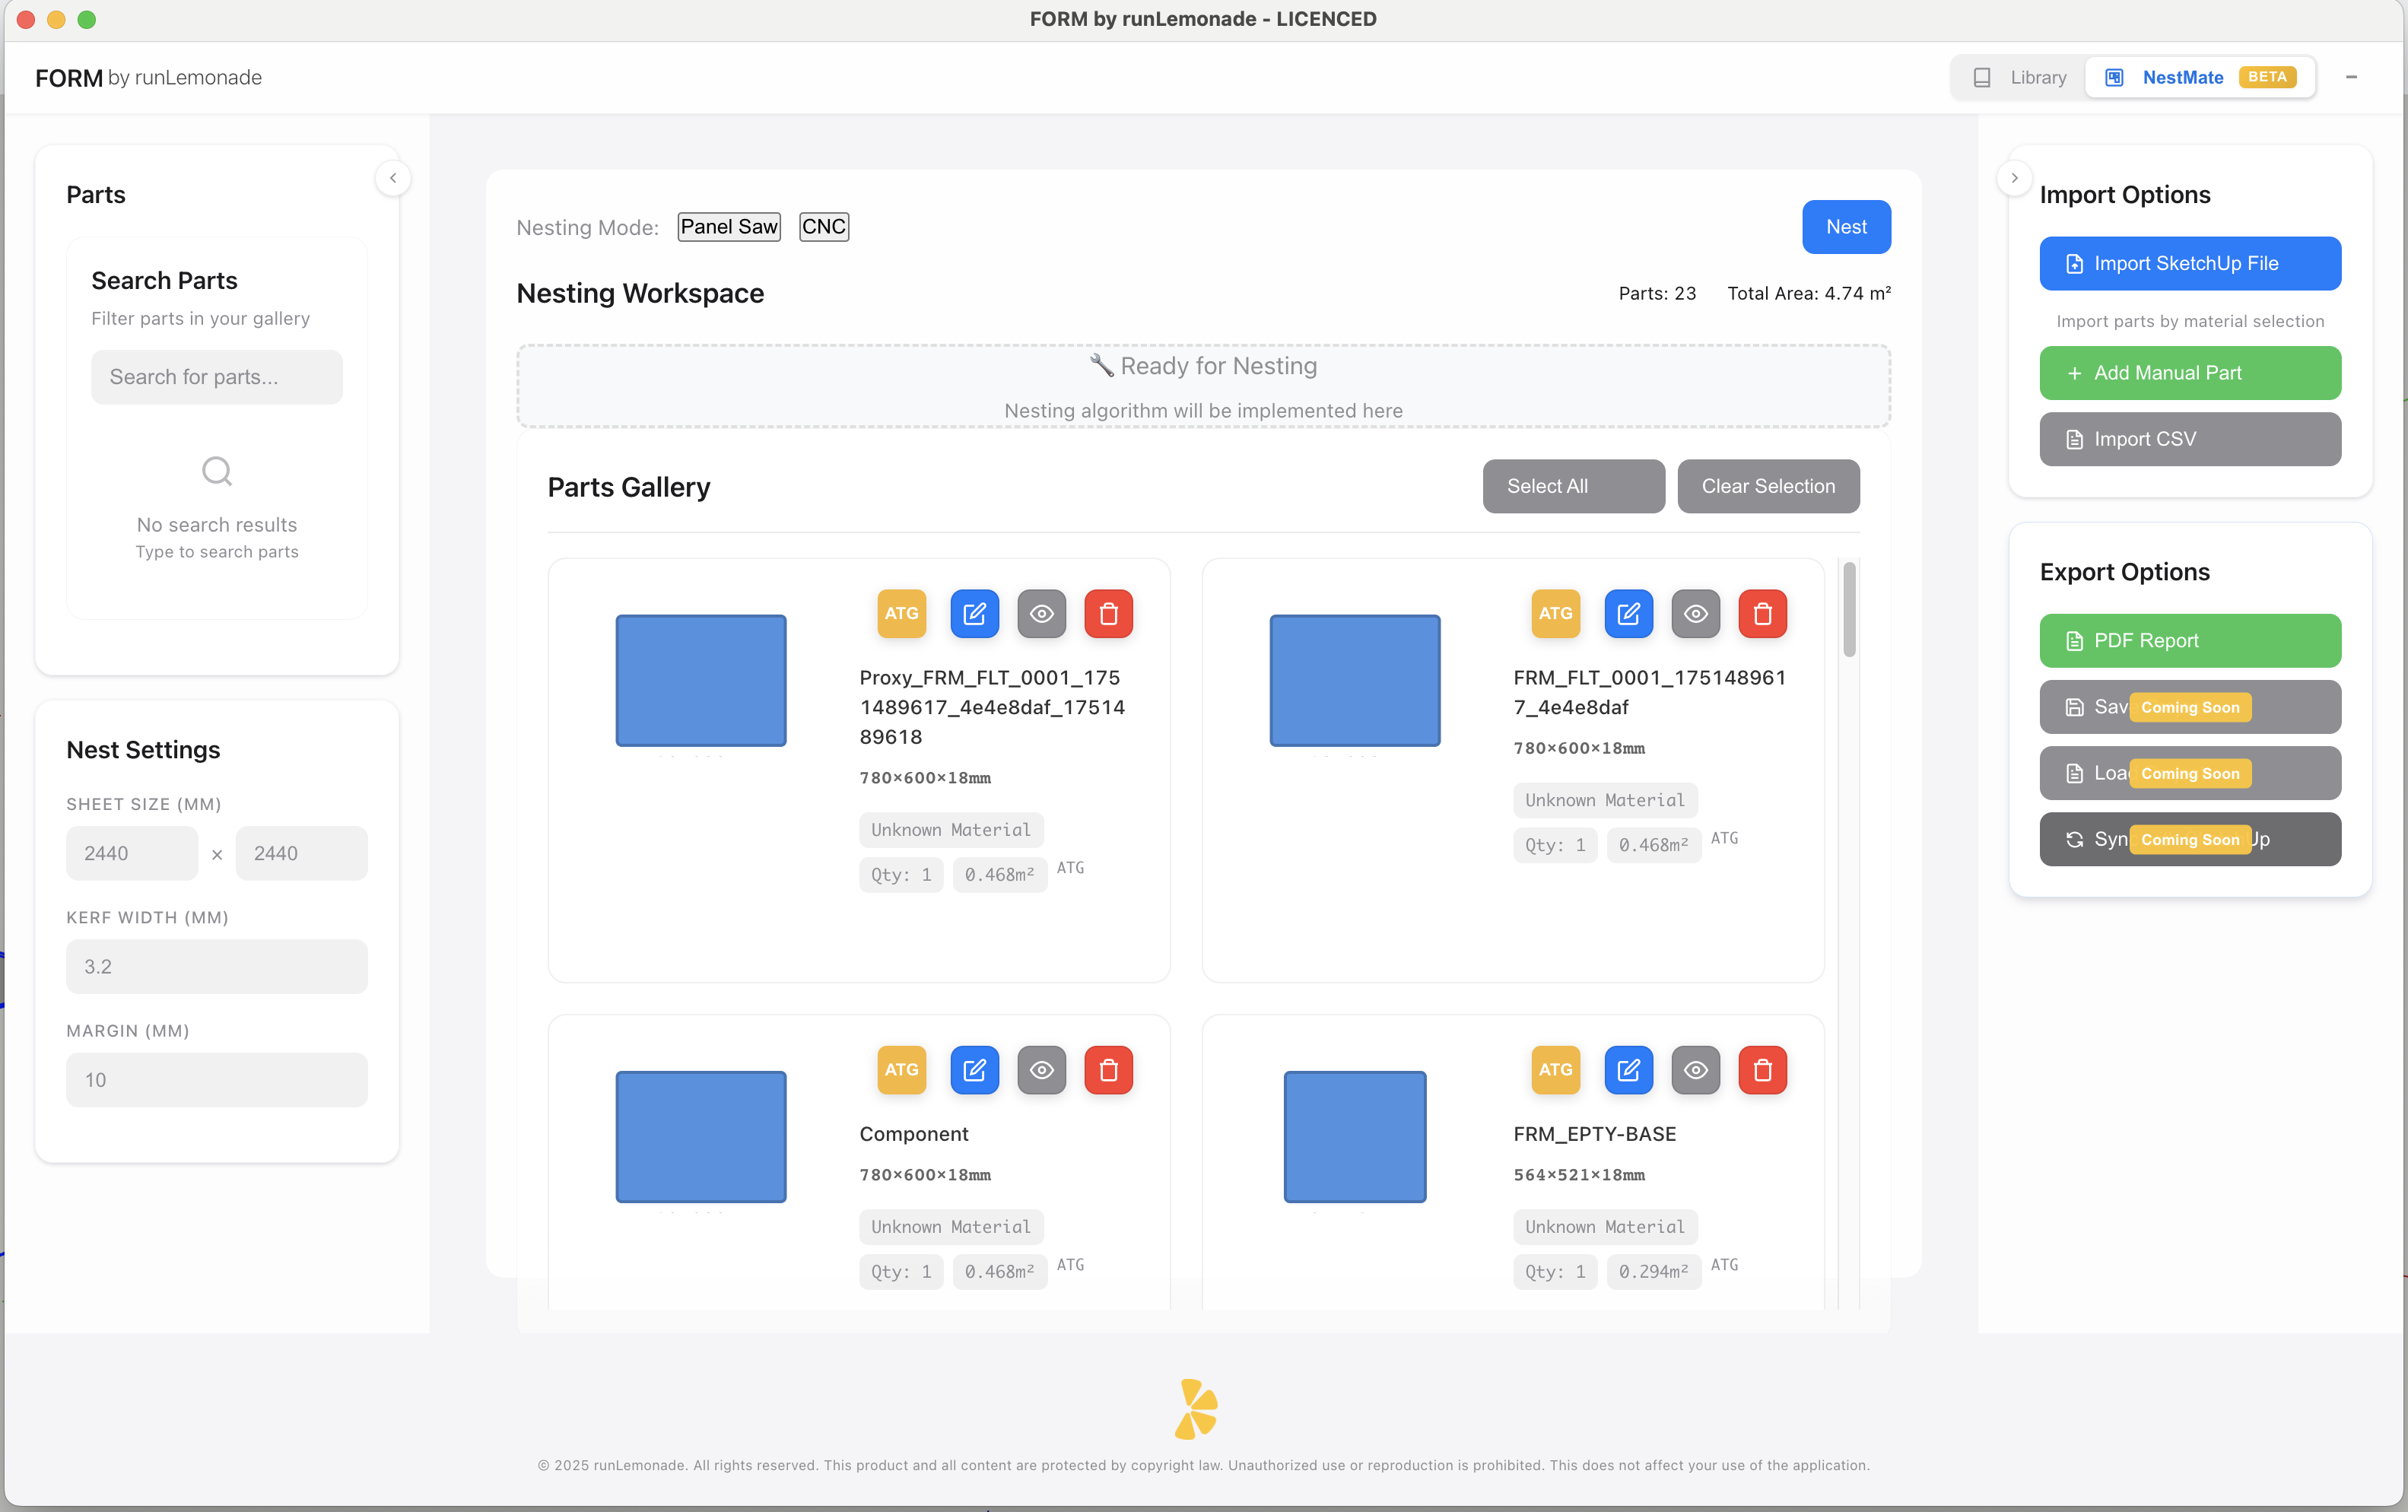 FORM by runLemonade - LICENCED
FORM by runLemonade
Library
NestMate BETA
Parts
Search Parts
Filter parts in your gallery
Search for parts...
No search results
Type to search parts
Nest Settings
SHEET SIZE (MM)
2440 × 2440
KERF WIDTH (MM)
3.2
MARGIN (MM)
10
Nesting Mode: Panel Saw CNC
Nest
Nesting Workspace
Parts: 23 Total Area: 4.74 m²
Ready for Nesting
Nesting algorithm will be implemented here
Parts Gallery
Select All
Clear Selection
ATG
Proxy_FRM_FLT_0001_175
1489617_4e4e8daf_17514
89618
780×600×18mm
Unknown Material
Qty: 1 0.468m² ATG
ATG
FRM_FLT_0001_175148961
7_4e4e8daf
780×600×18mm
Unknown Material
Qty: 1 0.468m² ATG
ATG
Component
780×600×18mm
Unknown Material
Qty: 1 0.468m² ATG
ATG
FRM_EPTY-BASE
564×521×18mm
Unknown Material
Qty: 1 0.294m² ATG
Import Options
Import SketchUp File
Import parts by material selection
+ Add Manual Part
Import CSV
Export Options
PDF Report
Sav Coming Soon
Loa Coming Soon
Syn Coming Soon Up
© 2025 runLemonade. All rights reserved. This product and all content are protected by copyright law. Unauthorized use or reproduction is prohibited. This does not affect your use of the application.